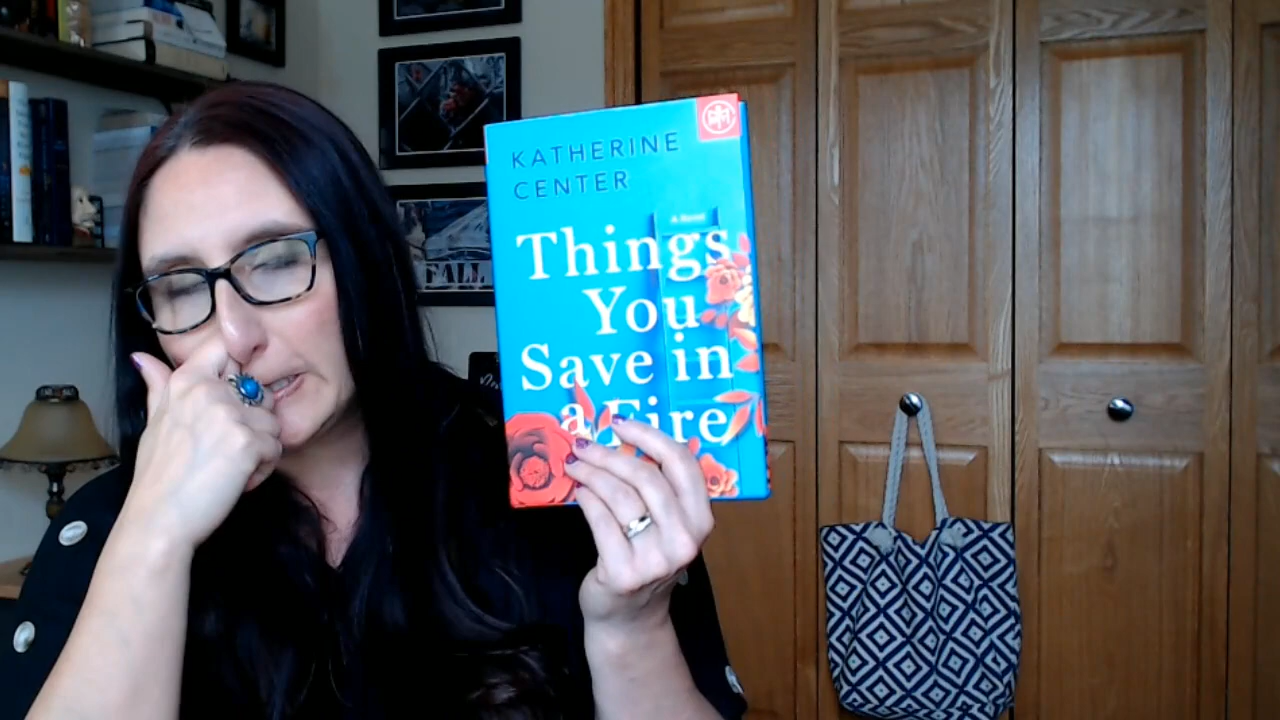 KATHERINE
CENTER
A Novel
Things
You
Save in
a Fire
FALL